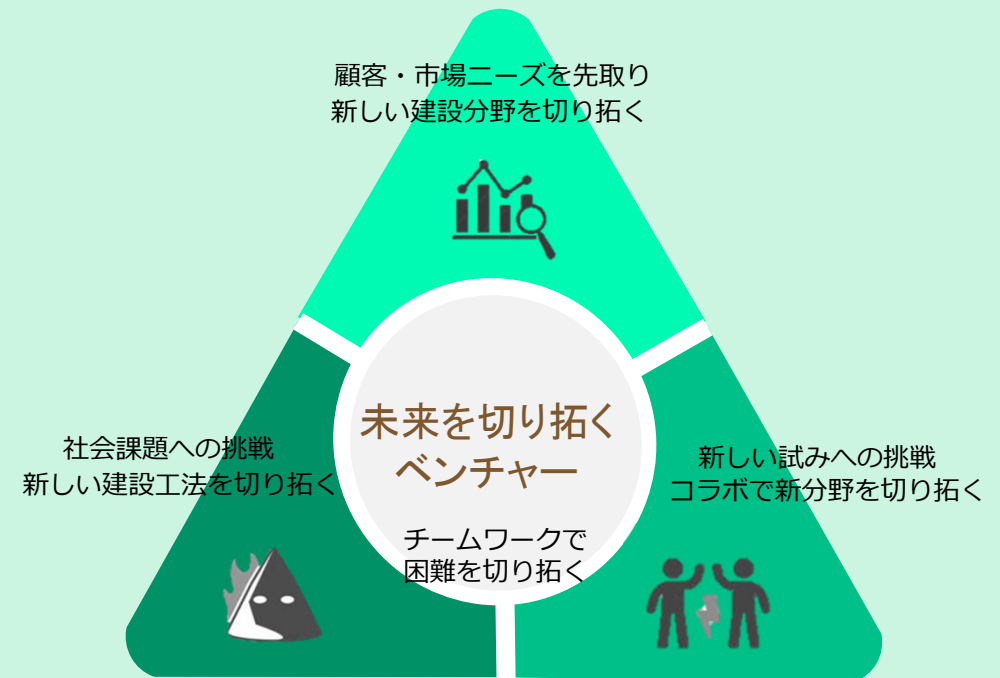 顧客・市場ニーズを先取り
新しい建設分野を切り拓く
未来を切り拓く
ベンチャー
チームワークで
困難を切り拓く
社会課題への挑戦
新しい建設工法を切り拓く
新しい試みへの挑戦
コラボで新分野を切り拓く